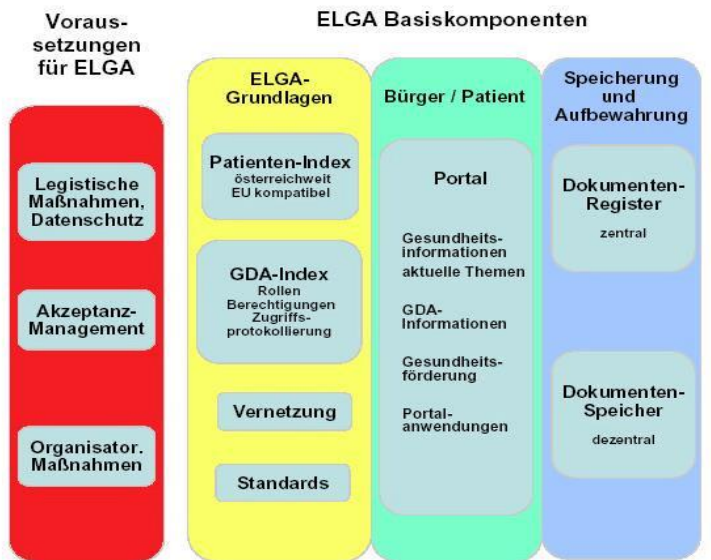 Voraus-
setzungen
für ELGA
Legistische
Maßnahmen,
Datenschutz
Akzeptanz-
Management
Organisator.
Maßnahmen
ELGA Basiskomponenten
ELGA-
Grundlagen
Patienten-Index
österreichweit
EU kompatibel
GDA-Index
Rollen
Berechtigungen
Zugriffs-
protokollierung
Vernetzung
Standards
Bürger / Patient
Portal
Gesundheits-
informationen
aktuelle Themen
GDA-
Informationen
Gesundheits-
förderung
Portal-
anwendungen
Speicherung
und
Aufbewahrung
Dokumenten-
Register
zentral
Dokumenten-
Speicher
dezentral